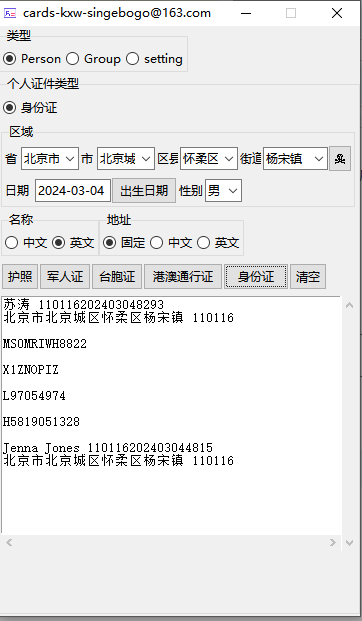 cards-kxw-singebogo@163.com
类型
Person Group setting
个人证件类型
身份证
区域
省 北京市 市 北京城 区县 怀柔区 街道 杨宋镇
日期 2024-03-04 出生日期 性别 男
名称 地址
中文 英文 固定 中文 英文
护照 军人证 台胞证 港澳通行证 身份证 清空
苏涛 110116202403048293
北京市北京城区怀柔区杨宋镇 110116
MS0MRIWH8822
X1ZNOPIZ
L97054974
H5819051328
Jenna Jones 110116202403044815
北京市北京城区怀柔区杨宋镇 110116